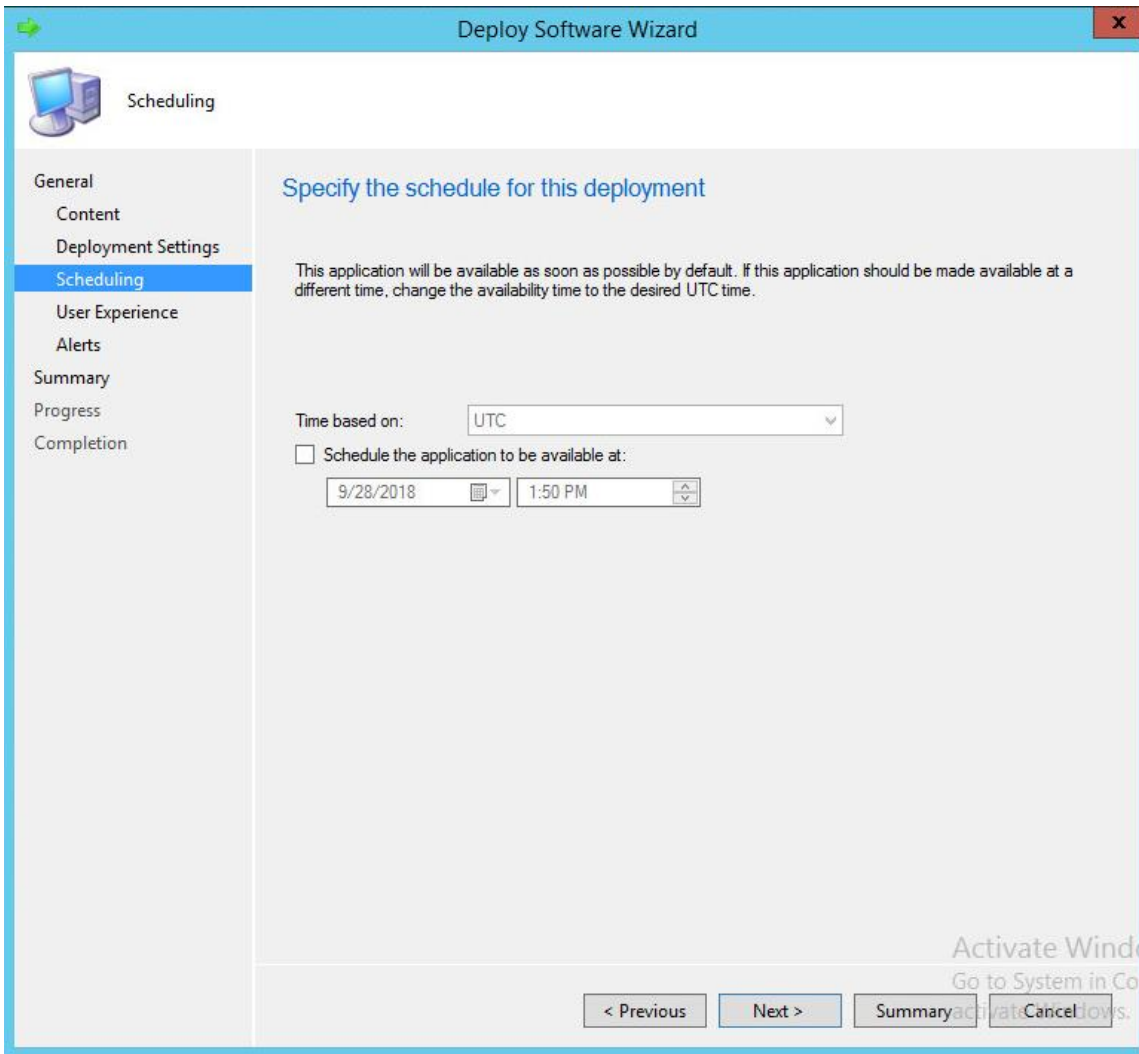 Deploy Software Wizard
x
Scheduling
General
Content
Deployment Settings
Scheduling
User Experience
Alerts
Summary
Progress
Completion
Specify the schedule for this deployment
This application will be available as soon as possible by default. If this application should be made available at a
different time, change the availability time to the desired UTC time.
Time based on:
UTC
Schedule the application to be available at:
9/28/2018
1:50 PM
Activate Windo
Go to System in Co
activate Windows.
< Previous
Next >
Summary
Cancel